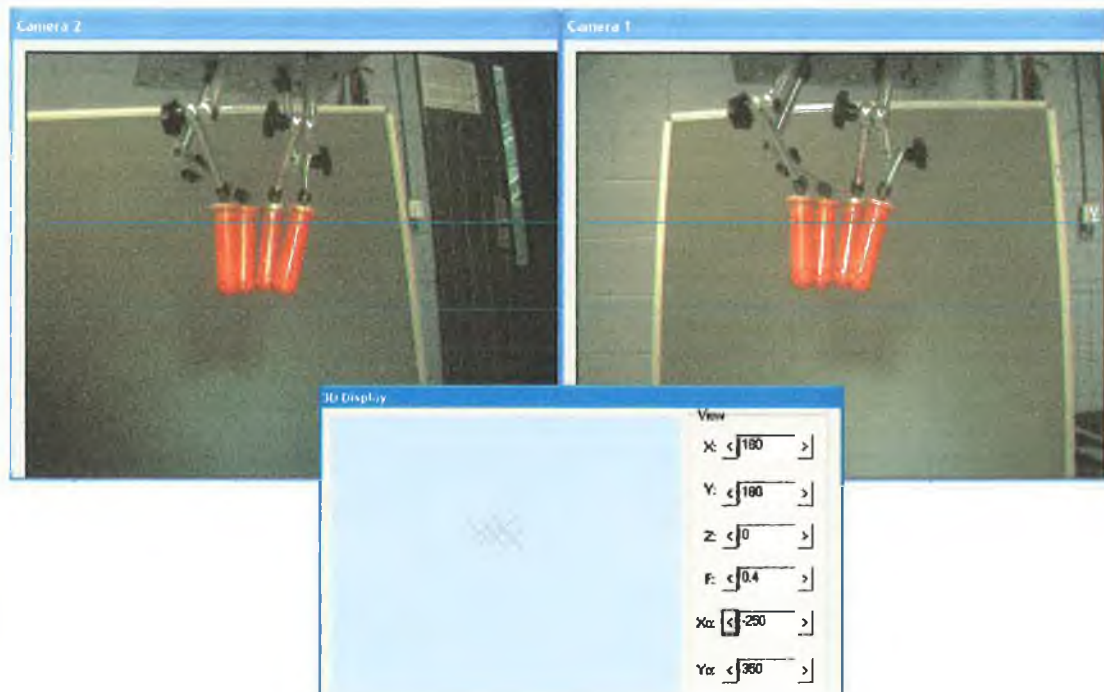 Camera 2
Camera 1
3D Display
View
X: < 180 >
Y: < 180 >
Z: < 0 >
F: < 0.4 >
Xα: < -250 >
Yα: < 350 >